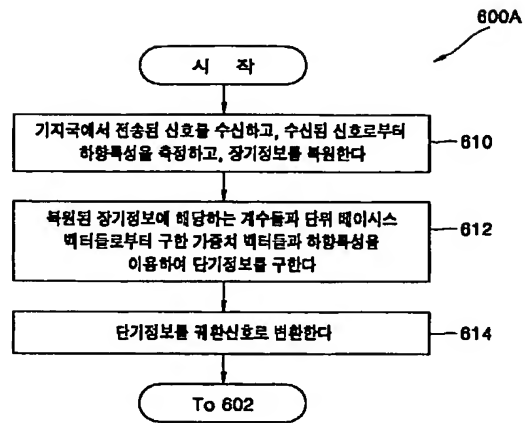 600A
시 작
기지국에서 전송된 신호를 수신하고, 수신된 신호로부터
하향특성을 측정하고, 장기정보를 복원한다
610
복원된 장기정보에 해당하는 계수들과 단위 베이시스
벡터들로부터 구한 가중치 벡터들과 하향특성을
이용하여 단기정보를 구한다
612
단기정보를 궤환신호로 변환한다
614
To 602